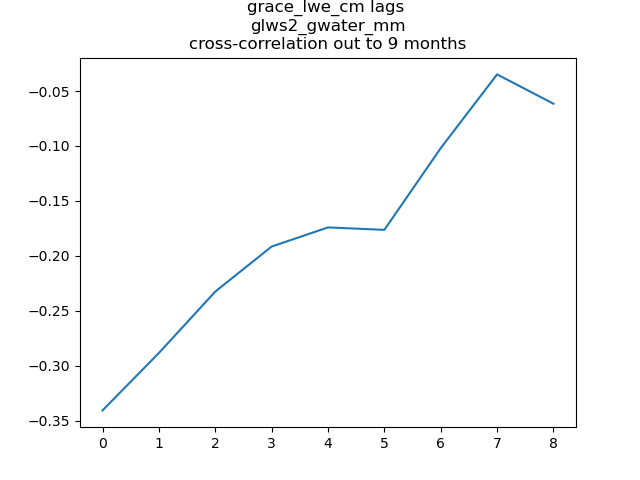 grace_lwe_cm lags
glws2_gwater_mm
cross-correlation out to 9 months
−0.05
−0.10
−0.15
−0.20
−0.25
−0.30
−0.35
0 1 2 3 4 5 6 7 8